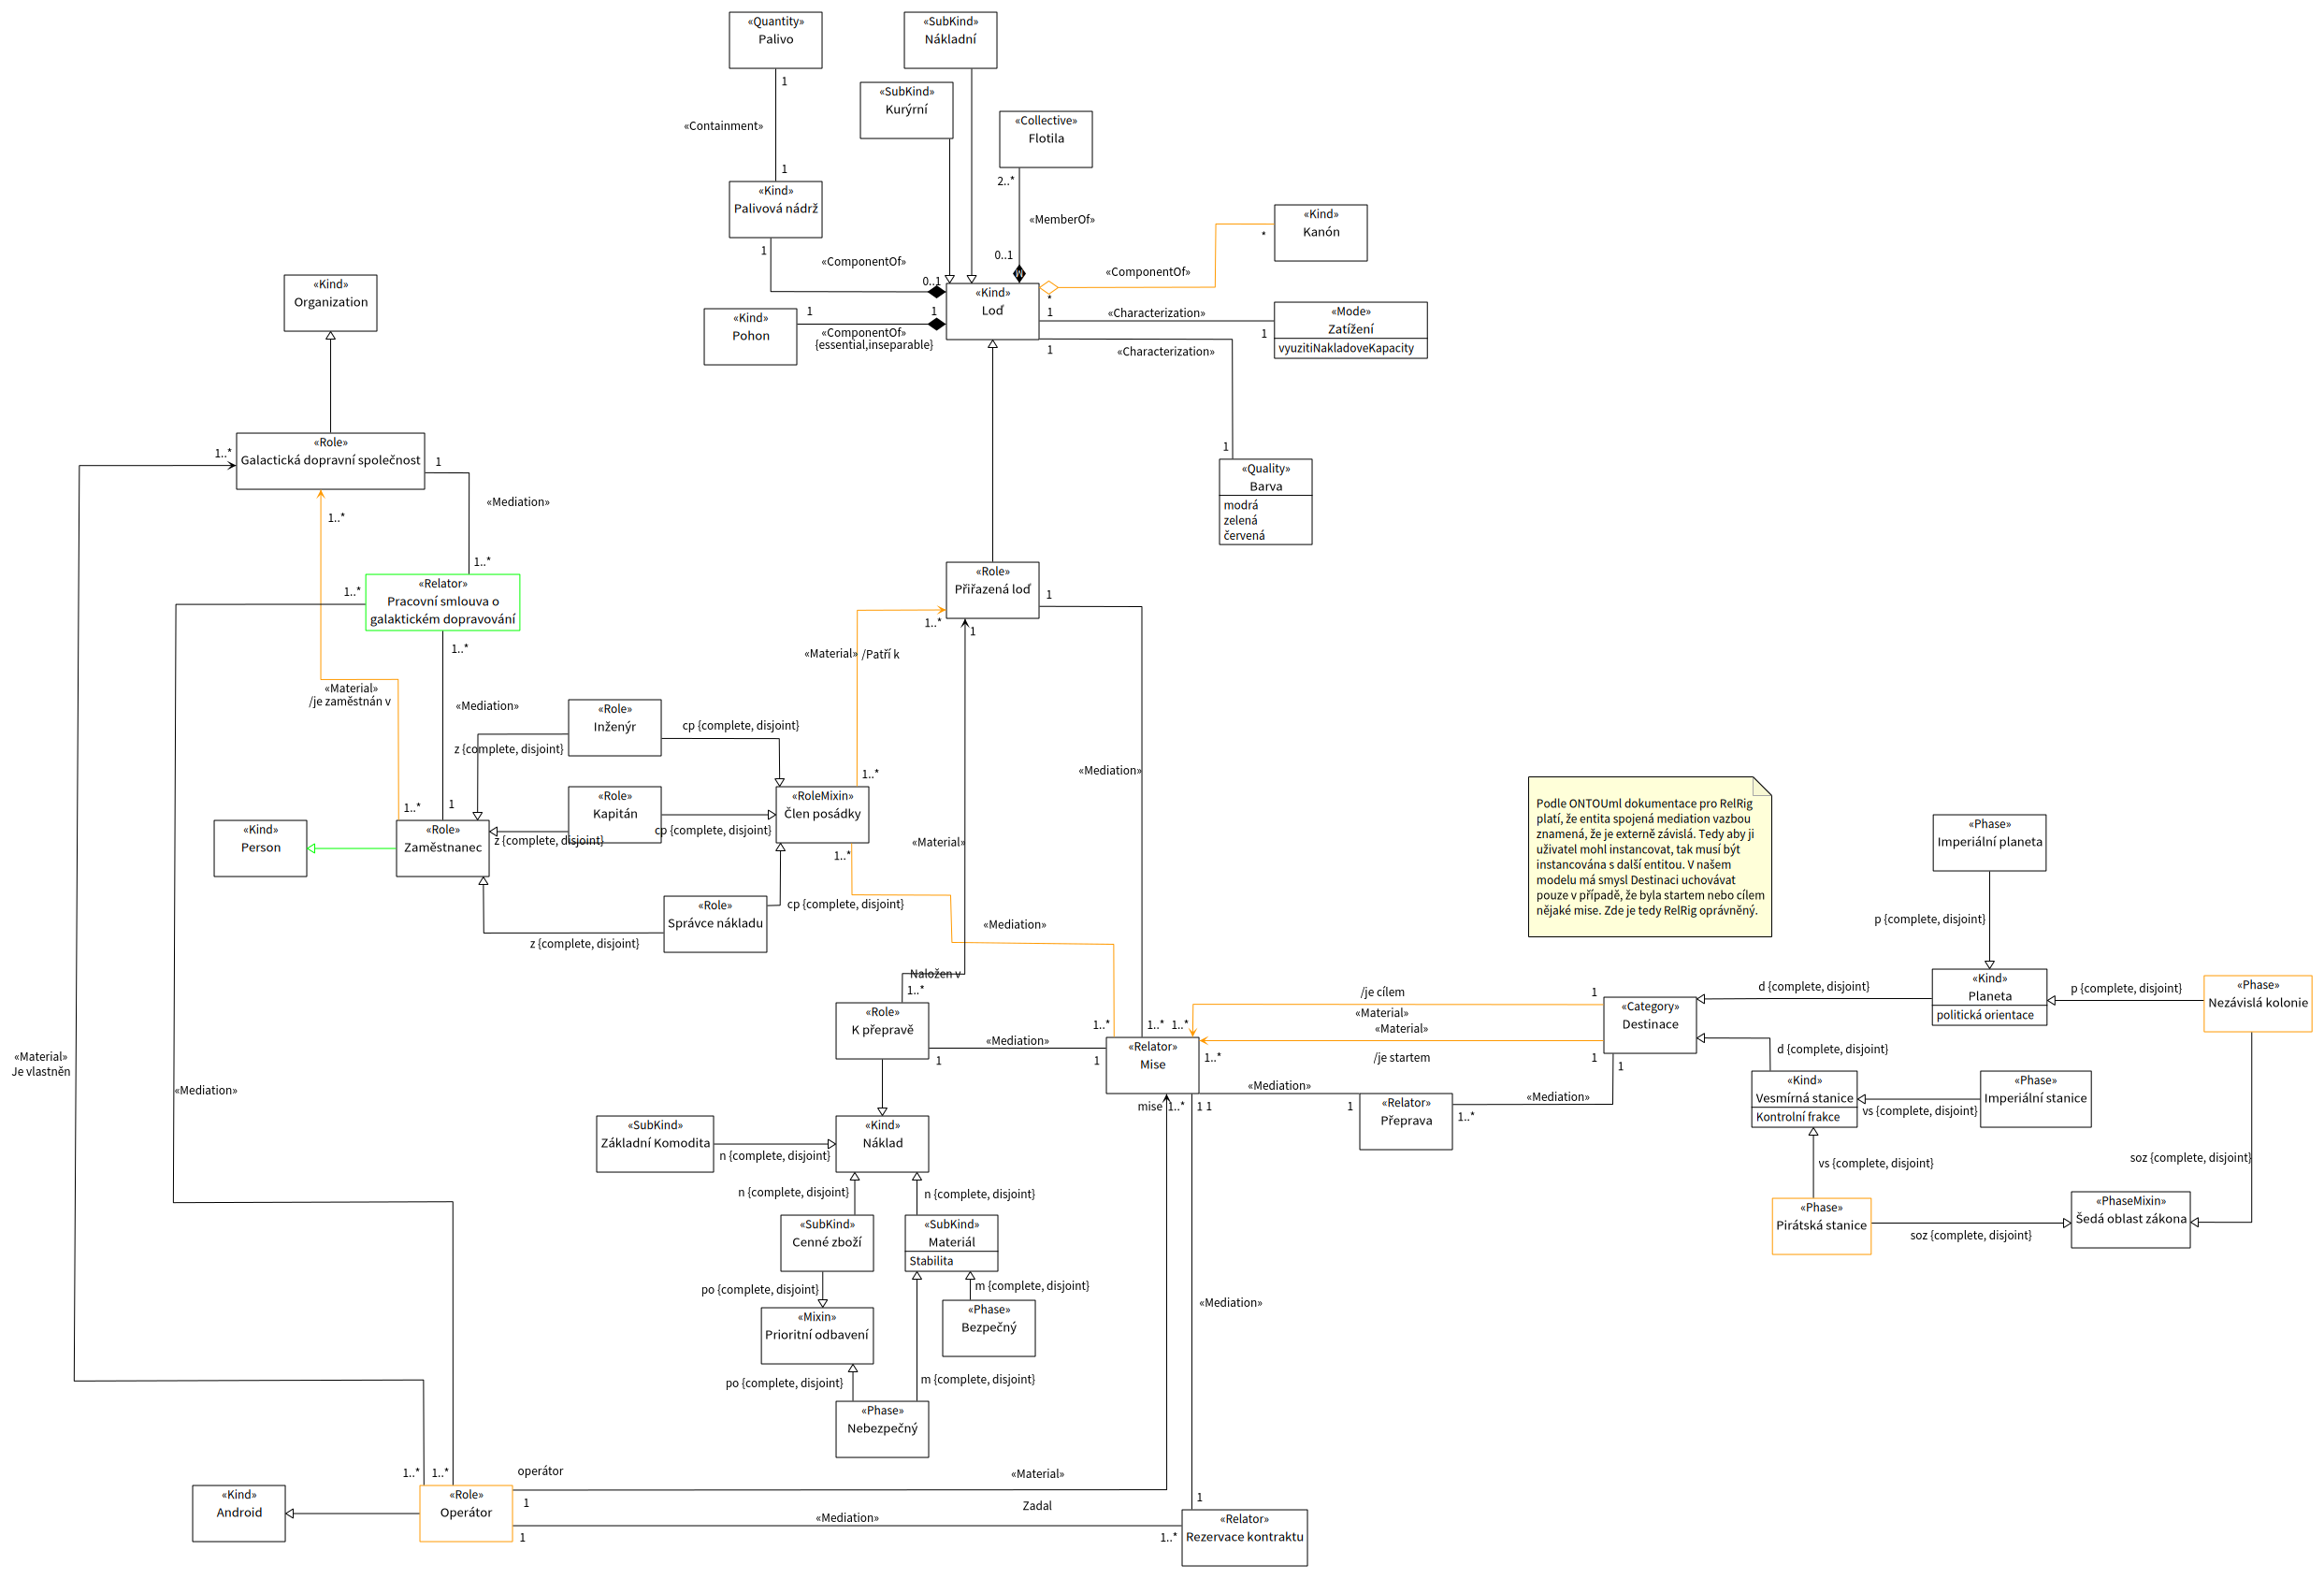 «Quantity»
Palivo
«SubKind»
Nákladní
1
«SubKind»
Kurýrní
«Containment»
«Collective»
Flotila
1
2..*
«Kind»
Palivová nádrž
«MemberOf»
«Kind»
Kanón
*
1
0..1
«ComponentOf»
«ComponentOf»
M
0..1
«Kind»
Organization
«Kind»
Loď
*
1
«Characterization»
«Mode»
Zatížení
vyuzitiNakladoveKapacity
1
«Kind»
Pohon
1
1
«ComponentOf»
{essential,inseparable}
1
«Characterization»
1
«Quality»
Barva
modrá
zelená
červená
«Role»
Galactická dopravní společnost
1..*
1
«Mediation»
1..*
1..*
«Relator»
Pracovní smlouva o
galaktickém dopravování
1..*
«Role»
Přiřazená loď
1
1..*
1
1..*
«Material»
/Patří k
«Material»
/je zaměstnán v
«Mediation»
«Role»
Inženýr
cp {complete, disjoint}
z {complete, disjoint}
1..*
«Mediation»
1..*
1
«Role»
Kapitán
«RoleMixin»
Člen posádky
cp {complete, disjoint}
z {complete, disjoint}
«Kind»
Person
«Role»
Zaměstnanec
1..*
«Material»
«Role»
Správce nákladu
cp {complete, disjoint}
z {complete, disjoint}
«Mediation»
Podle ONTOUml dokumentace pro RelRig
platí, že entita spojená mediation vazbou
znamená, že je externě závislá. Tedy aby ji
uživatel mohl instancovat, tak musí být
instancována s další entitou. V našem
modelu má smysl Destinaci uchovávat
pouze v případě, že byla startem nebo cílem
nějaké mise. Zde je tedy RelRig oprávněný.
«Phase»
Imperiální planeta
p {complete, disjoint}
Naložen v
1..*
«Role»
K přepravě
«Mediation»
1
1
1..*
1..*
1..*
«Relator»
Mise
/je cílem
1
«Material»
«Material»
1..*
/je startem
1
«Category»
Destinace
1
d {complete, disjoint}
«Kind»
Planeta
politická orientace
p {complete, disjoint}
«Phase»
Nezávislá kolonie
d {complete, disjoint}
«Kind»
Vesmírná stanice
Kontrolní frakce
vs {complete, disjoint}
«Phase»
Imperiální stanice
«Material»
Je vlastněn
«Mediation»
«Mediation»
1
«Relator»
Přeprava
1..*
«Mediation»
mise
1..*
1
1
«SubKind»
Základní Komodita
«Kind»
Náklad
n {complete, disjoint}
vs {complete, disjoint}
soz {complete, disjoint}
n {complete, disjoint}
n {complete, disjoint}
«SubKind»
Cenné zboží
«SubKind»
Materiál
Stabilita
«Phase»
Pirátská stanice
«PhaseMixin»
Šedá oblast zákona
soz {complete, disjoint}
po {complete, disjoint}
m {complete, disjoint}
«Mixin»
Prioritní odbavení
«Phase»
Bezpečný
«Mediation»
po {complete, disjoint}
m {complete, disjoint}
«Phase»
Nebezpečný
1..*
1..*
operátor
«Material»
«Kind»
Android
«Role»
Operátor
1
Zadal
1
«Mediation»
1
1..*
«Relator»
Rezervace kontraktu